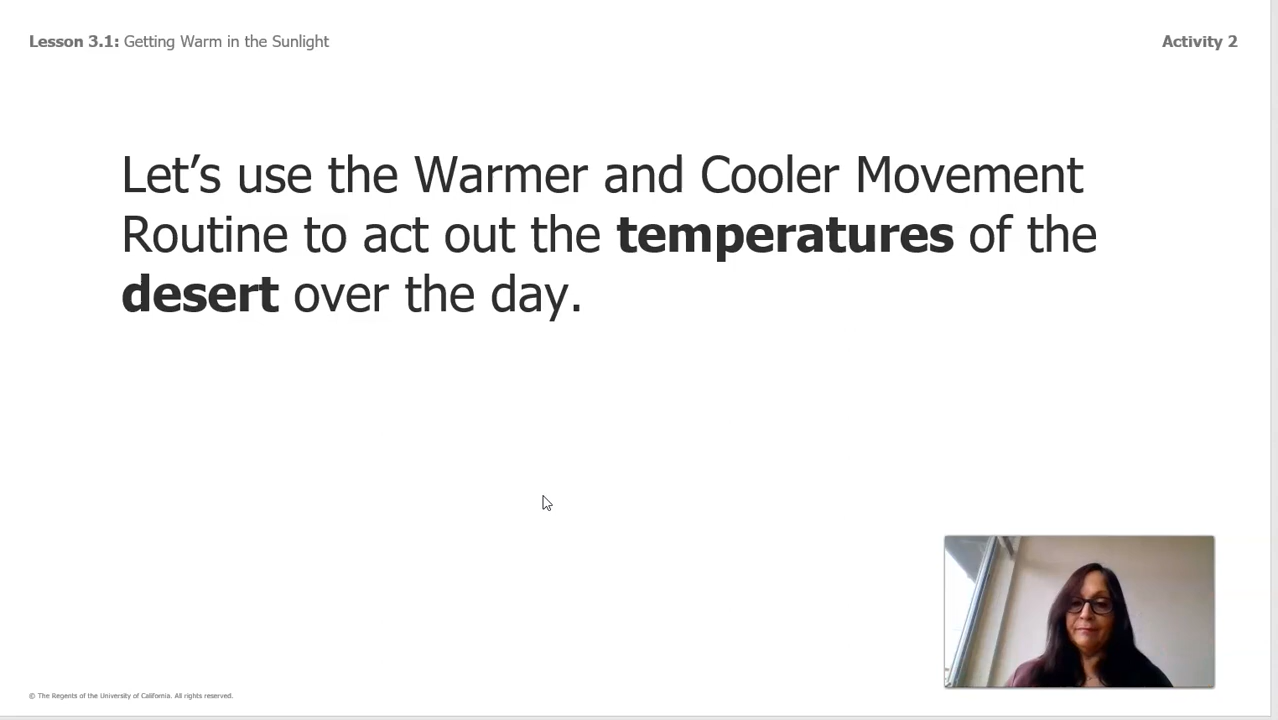 Lesson 3.1: Getting Warm in the Sunlight
Activity 2
Let’s use the Warmer and Cooler Movement
Routine to act out the temperatures of the
desert over the day.
© The Regents of the University of California. All rights reserved.